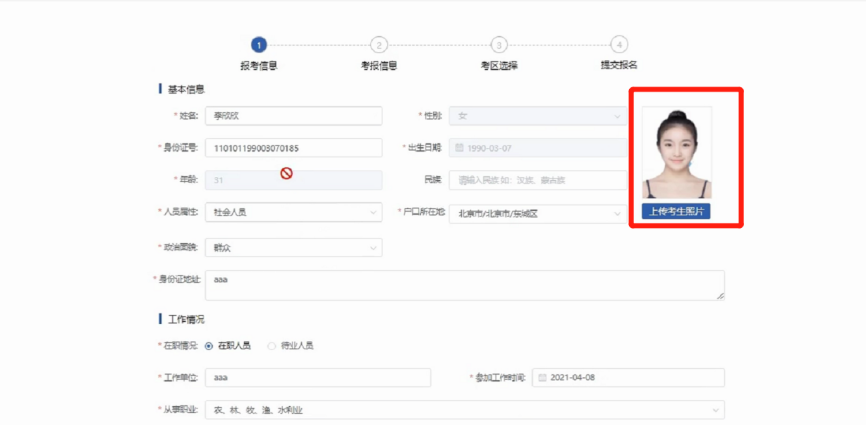 1 2 3 4
报考信息 考报信息 考区选择 提交报名
基本信息
* 姓名: 李欣欣 * 性别: 女
* 身份证号: 110101199003070185 * 出生日期: 1990-03-07
* 年龄: 31 民族: 请输入民族 如:汉族、蒙古族
上传考生照片
* 人员属性: 社会人员 * 户口所在地: 北京市/北京市/东城区
* 政治面貌: 群众
* 身份证地址: aaa
工作情况
* 在职情况: 在职人员 待业人员
* 工作单位: aaa * 参加工作时间: 2021-04-08
* 从事职业: 农、林、牧、渔、水利业